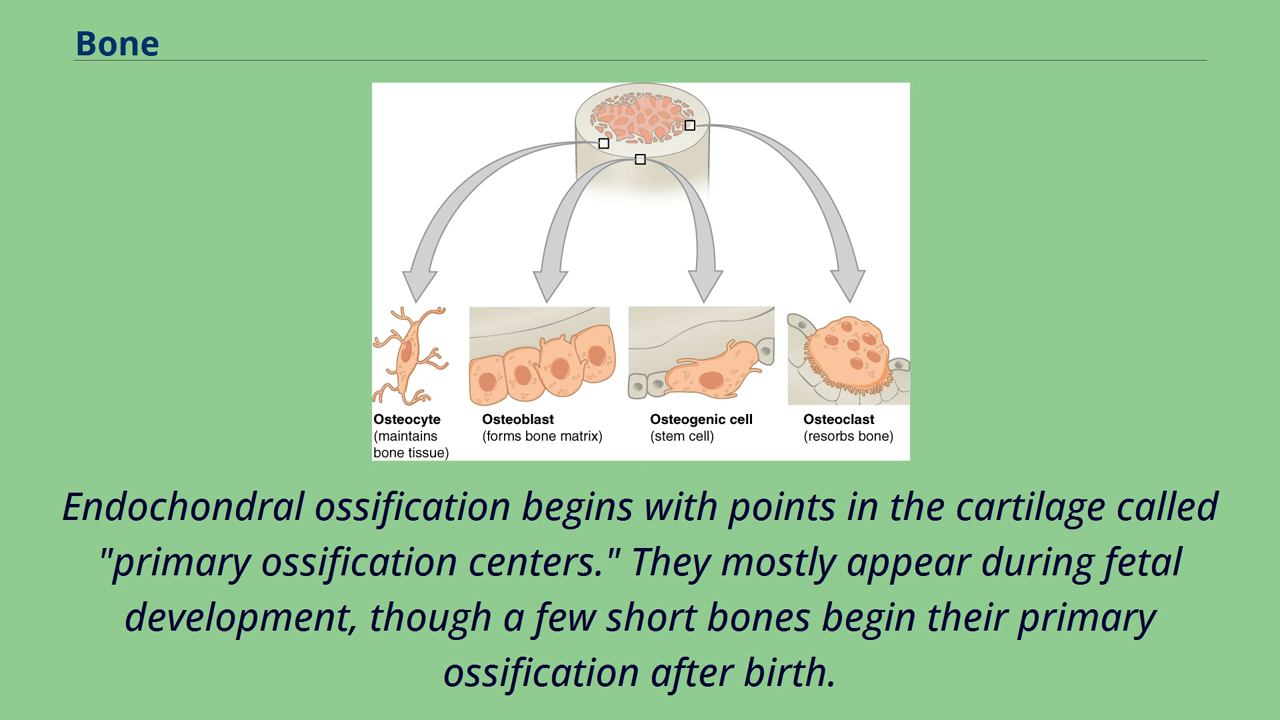 Bone
Osteocyte
(maintains
bone tissue)
Osteoblast
(forms bone matrix)
Osteogenic cell
(stem cell)
Osteoclast
(resorbs bone)
Endochondral ossification begins with points in the cartilage called
"primary ossification centers." They mostly appear during fetal
development, though a few short bones begin their primary
ossification after birth.